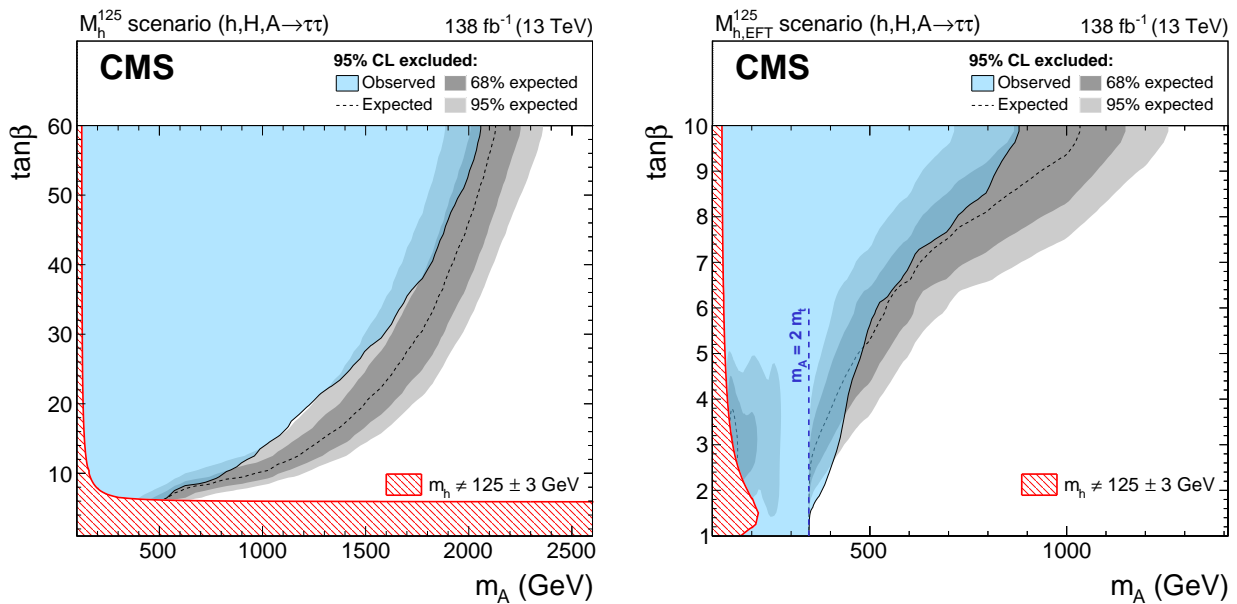 M_h^125 scenario (h,H,A→ττ) 138 fb⁻¹ (13 TeV)
CMS
95% CL excluded:
Observed 68% expected
Expected 95% expected
60
50
40
30
20
10
tanβ
m_h ≠ 125 ± 3 GeV
500 1000 1500 2000 2500
m_A (GeV)
M_h,EFT^125 scenario (h,H,A→ττ) 138 fb⁻¹ (13 TeV)
CMS
95% CL excluded:
Observed 68% expected
Expected 95% expected
10
9
8
7
6
5
4
3
2
1
tanβ
m_A = 2 m_t
m_h ≠ 125 ± 3 GeV
500 1000
m_A (GeV)